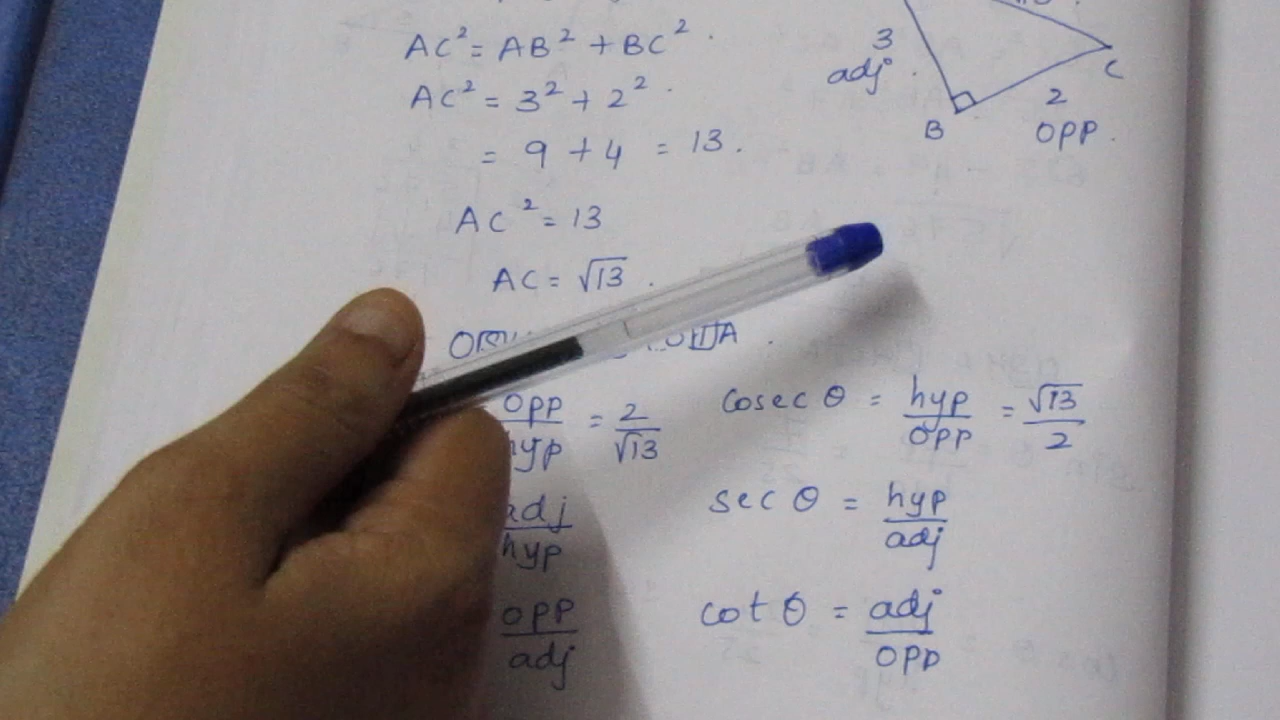 AC² = AB² + BC².
3
adj.
C
AC² = 3² + 2².
2
B
OPP.
= 9 + 4 = 13.
AC² = 13
AC = √13.
OPP/hyp = 2/√13
cosec θ = hyp/OPP = √13/2
adj/hyp
sec θ = hyp/adj
OPP/adj
cot θ = adj/OPP